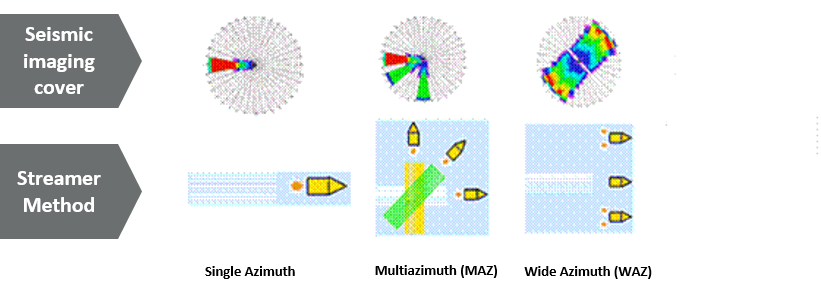 Seismic
imaging
cover
Streamer
Method
Single Azimuth
Multiazimuth (MAZ)
Wide Azimuth (WAZ)